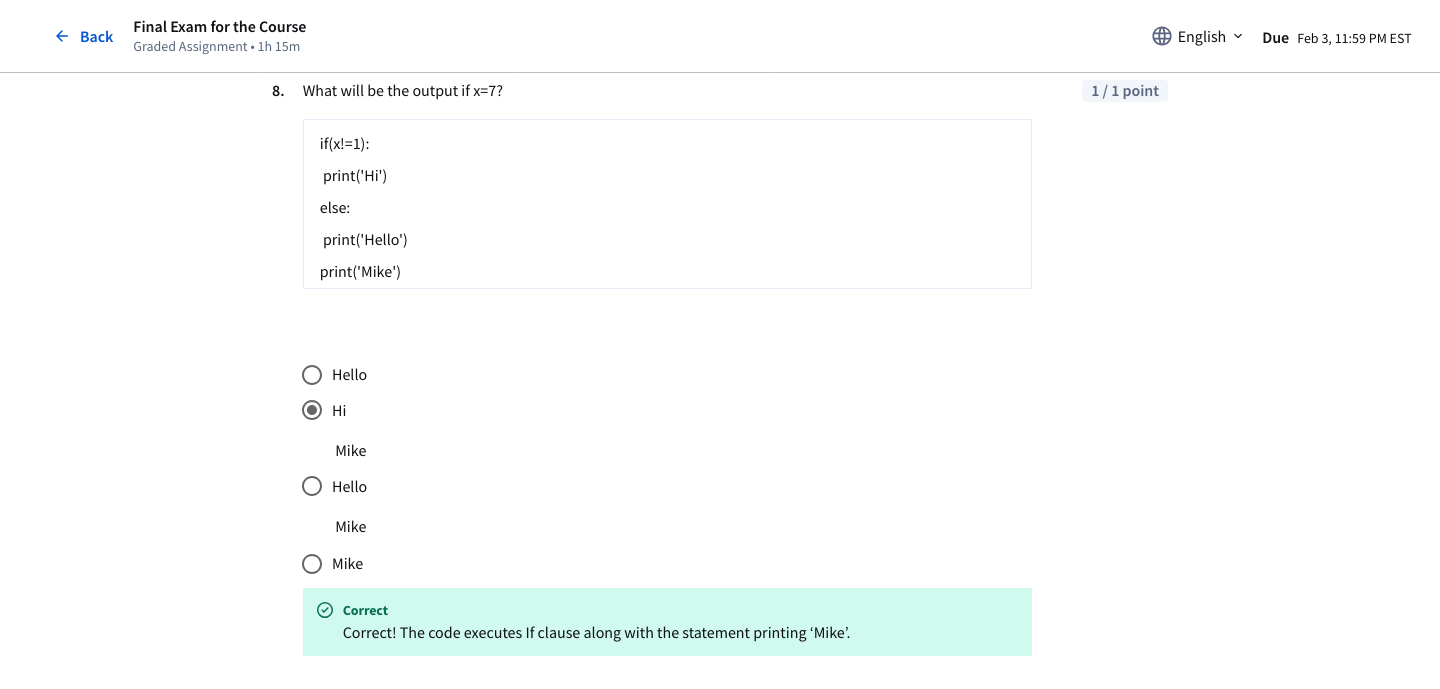 Back
Final Exam for the Course
Graded Assignment • 1h 15m
English
Due Feb 3, 11:59 PM EST
8. What will be the output if x=7?
1 / 1 point
if(x!=1):
print('Hi')
else:
print('Hello')
print('Mike')
Hello
Hi
Mike
Hello
Mike
Mike
Correct
Correct! The code executes If clause along with the statement printing ‘Mike’.